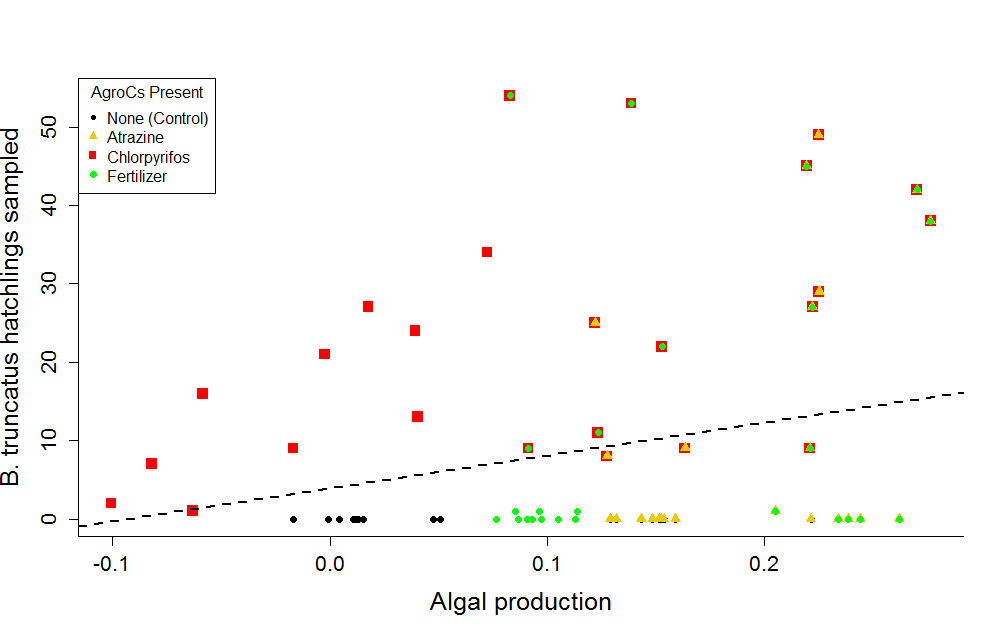 AgroCs Present
None (Control)
Atrazine
Chlorpyrifos
Fertilizer
B. truncatus hatchlings sampled
50
40
30
20
10
0
-0.1
0.0
0.1
0.2
Algal production